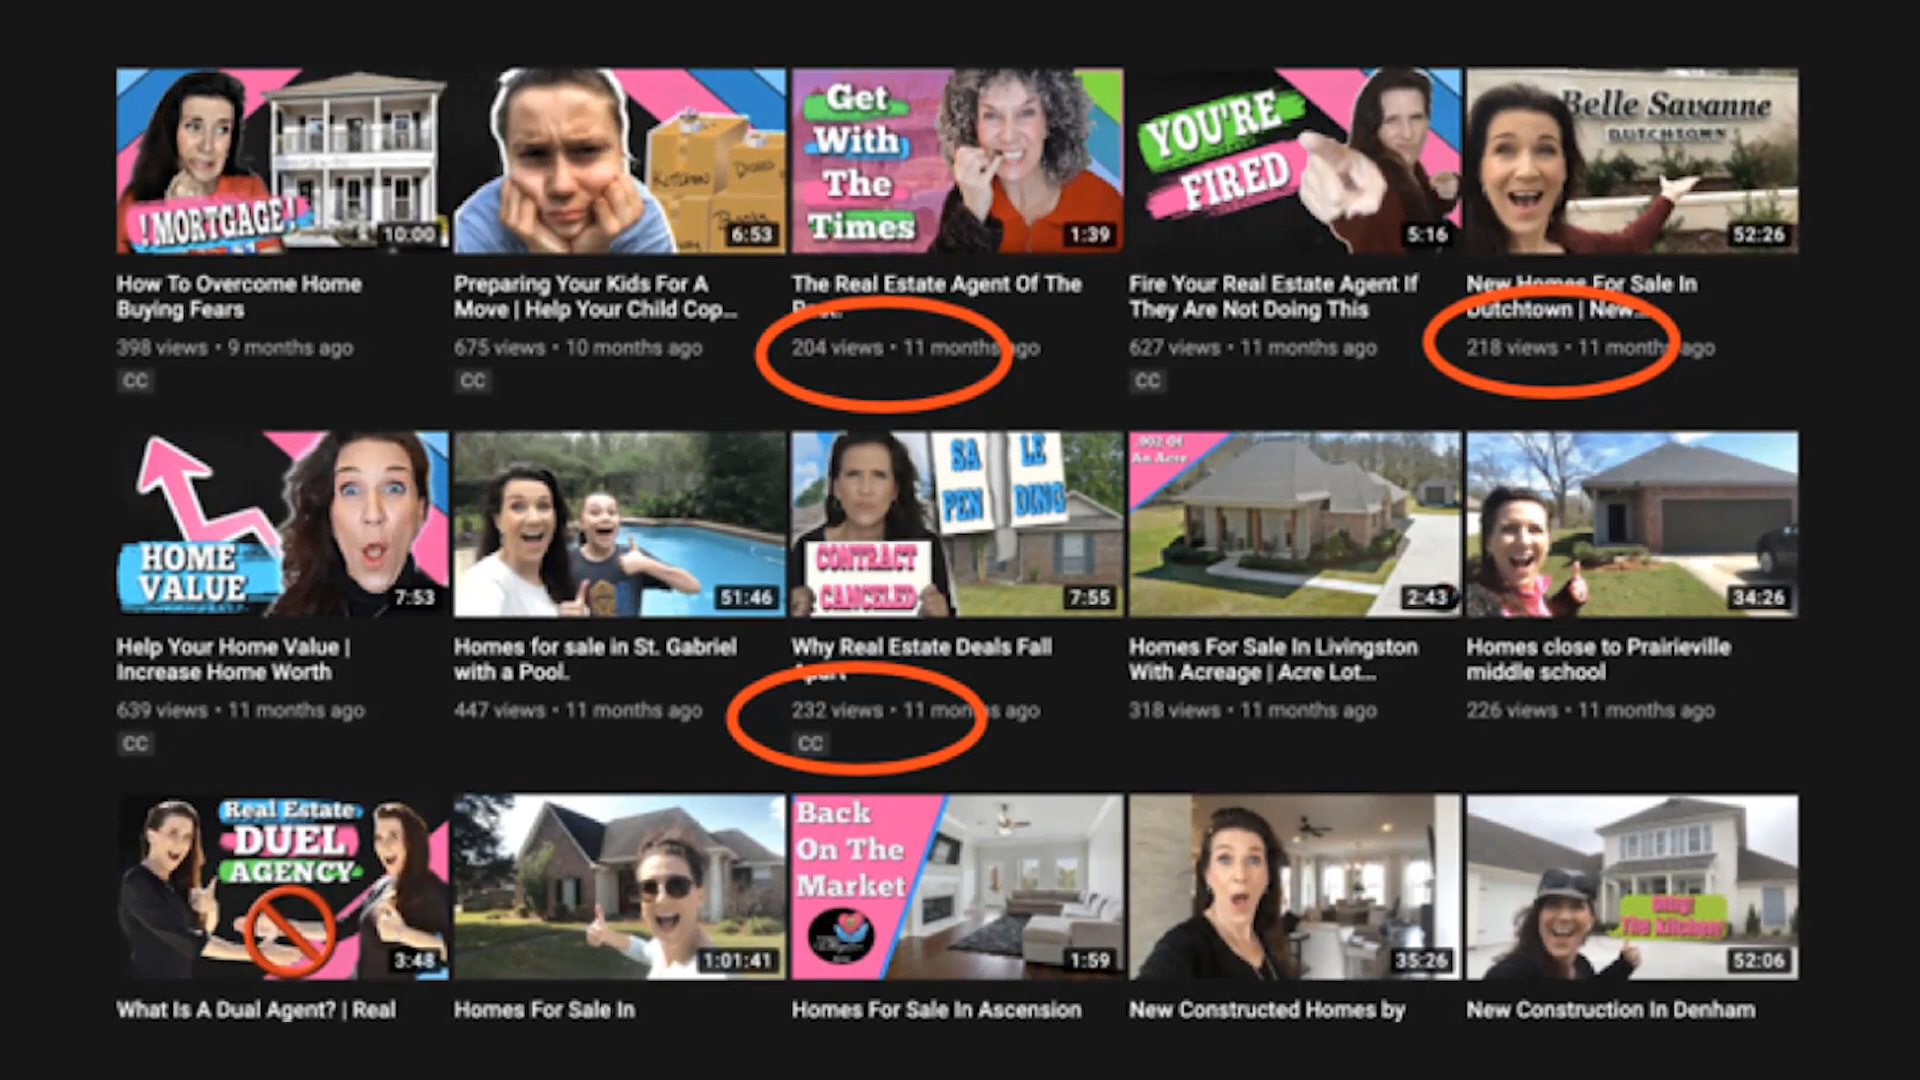 ! MORTGAGE !
10:00
6:53
KITCHEN
Get
With
The
Times
1:39
YOU'RE
FIRED
5:16
Belle Savanne
DUTCHTOWN
52:26
How To Overcome Home
Buying Fears
398 views • 9 months ago
CC
Preparing Your Kids For A
Move | Help Your Child Cop...
675 views • 10 months ago
CC
The Real Estate Agent Of The
204 views • 11 months ago
Fire Your Real Estate Agent If
They Are Not Doing This
627 views • 11 months ago
CC
New Homes For Sale In
Dutchtown | New...
218 views • 11 months ago
HOME
VALUE
7:53
51:46
SA LE
PEN DING
CONTRACT
CANCELED
7:55
.902 Of
An Acre
2:43
34:26
Help Your Home Value |
Increase Home Worth
639 views • 11 months ago
CC
Homes for sale in St. Gabriel
with a Pool.
447 views • 11 months ago
Why Real Estate Deals Fall
Apart
232 views • 11 months ago
CC
Homes For Sale In Livingston
With Acreage | Acre Lot...
318 views • 11 months ago
Homes close to Prairieville
middle school
226 views • 11 months ago
Real Estate
DUEL
AGENCY
3:48
1:01:41
Back
On The
Market
1:59
35:26
Omg!
The Kitchen
52:06
What Is A Dual Agent? | Real
Homes For Sale In
Homes For Sale In Ascension
New Constructed Homes by
New Construction In Denham